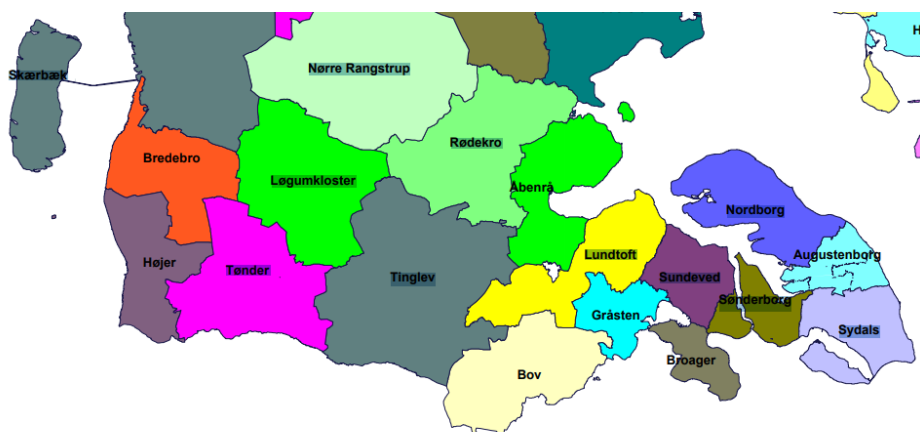 H
Skærbæk
Nørre Rangstrup
Rødekro
Bredebro
Løgumkloster
Åbenrå
Nordborg
Højer
Tønder
Tinglev
Lundtoft
Augustenborg
Sundeved
Sønderborg
Gråsten
Sydals
Broager
Bov